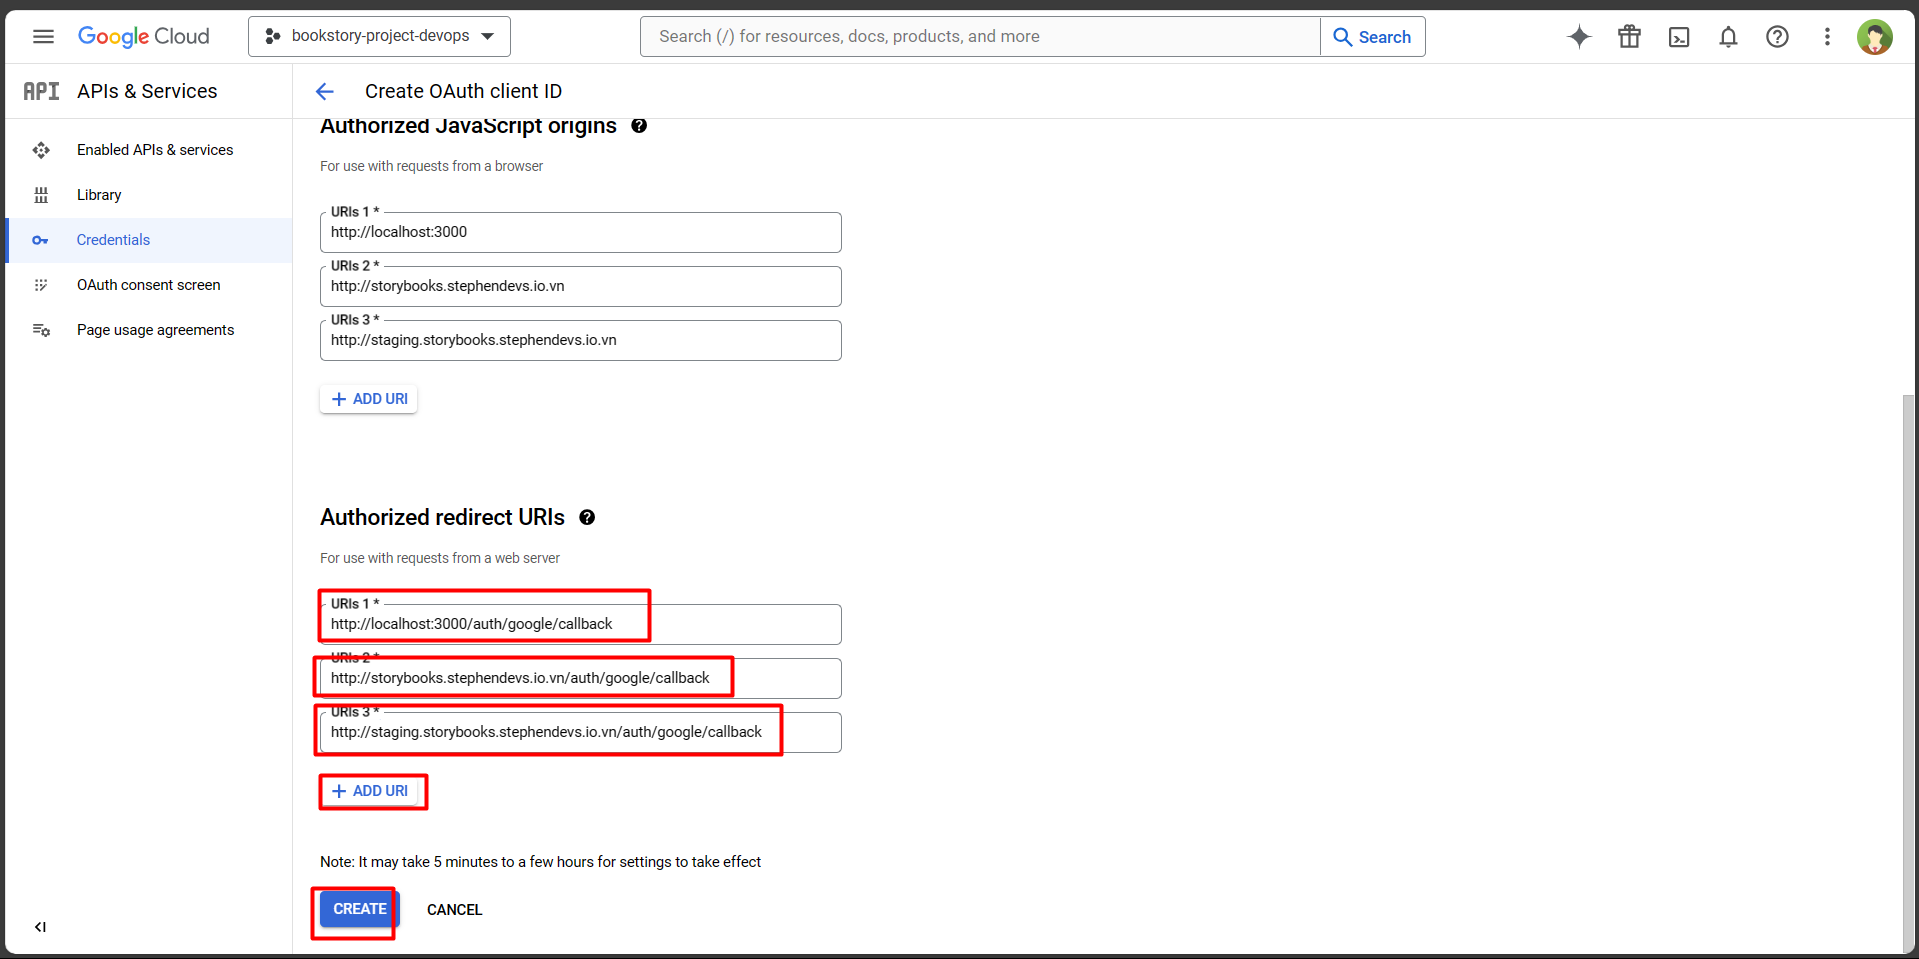 Google Cloud
bookstory-project-devops
Search (/) for resources, docs, products, and more
Search
API
APIs & Services
Create OAuth client ID
Enabled APIs & services
Library
Credentials
OAuth consent screen
Page usage agreements
Authorized JavaScript origins
For use with requests from a browser
URIs 1 *
http://localhost:3000
URIs 2 *
http://storybooks.stephendevs.io.vn
URIs 3 *
http://staging.storybooks.stephendevs.io.vn
+ ADD URI
Authorized redirect URIs
For use with requests from a web server
URIs 1 *
http://localhost:3000/auth/google/callback
URIs 2 *
http://storybooks.stephendevs.io.vn/auth/google/callback
URIs 3 *
http://staging.storybooks.stephendevs.io.vn/auth/google/callback
+ ADD URI
Note: It may take 5 minutes to a few hours for settings to take effect
CREATE
CANCEL